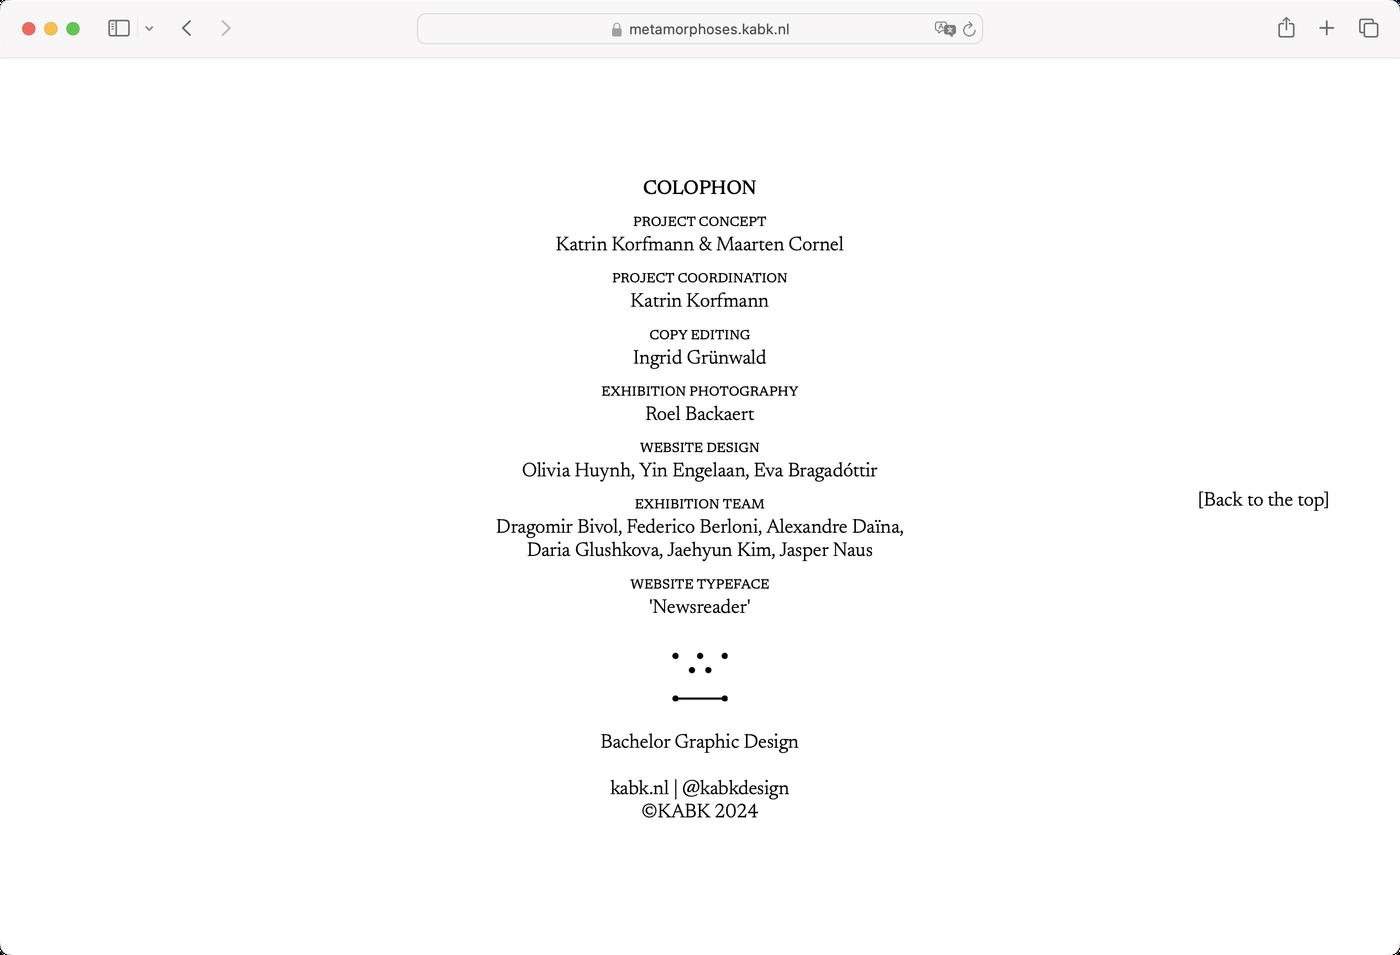 metamorphoses.kabk.nl
COLOPHON
PROJECT CONCEPT
Katrin Korfmann & Maarten Cornel
PROJECT COORDINATION
Katrin Korfmann
COPY EDITING
Ingrid Grünwald
EXHIBITION PHOTOGRAPHY
Roel Backaert
WEBSITE DESIGN
Olivia Huynh, Yin Engelaan, Eva Bragadóttir
[Back to the top]
EXHIBITION TEAM
Dragomir Bivol, Federico Berloni, Alexandre Daïna,
Daria Glushkova, Jaehyun Kim, Jasper Naus
WEBSITE TYPEFACE
'Newsreader'
Bachelor Graphic Design
kabk.nl | @kabkdesign
©KABK 2024